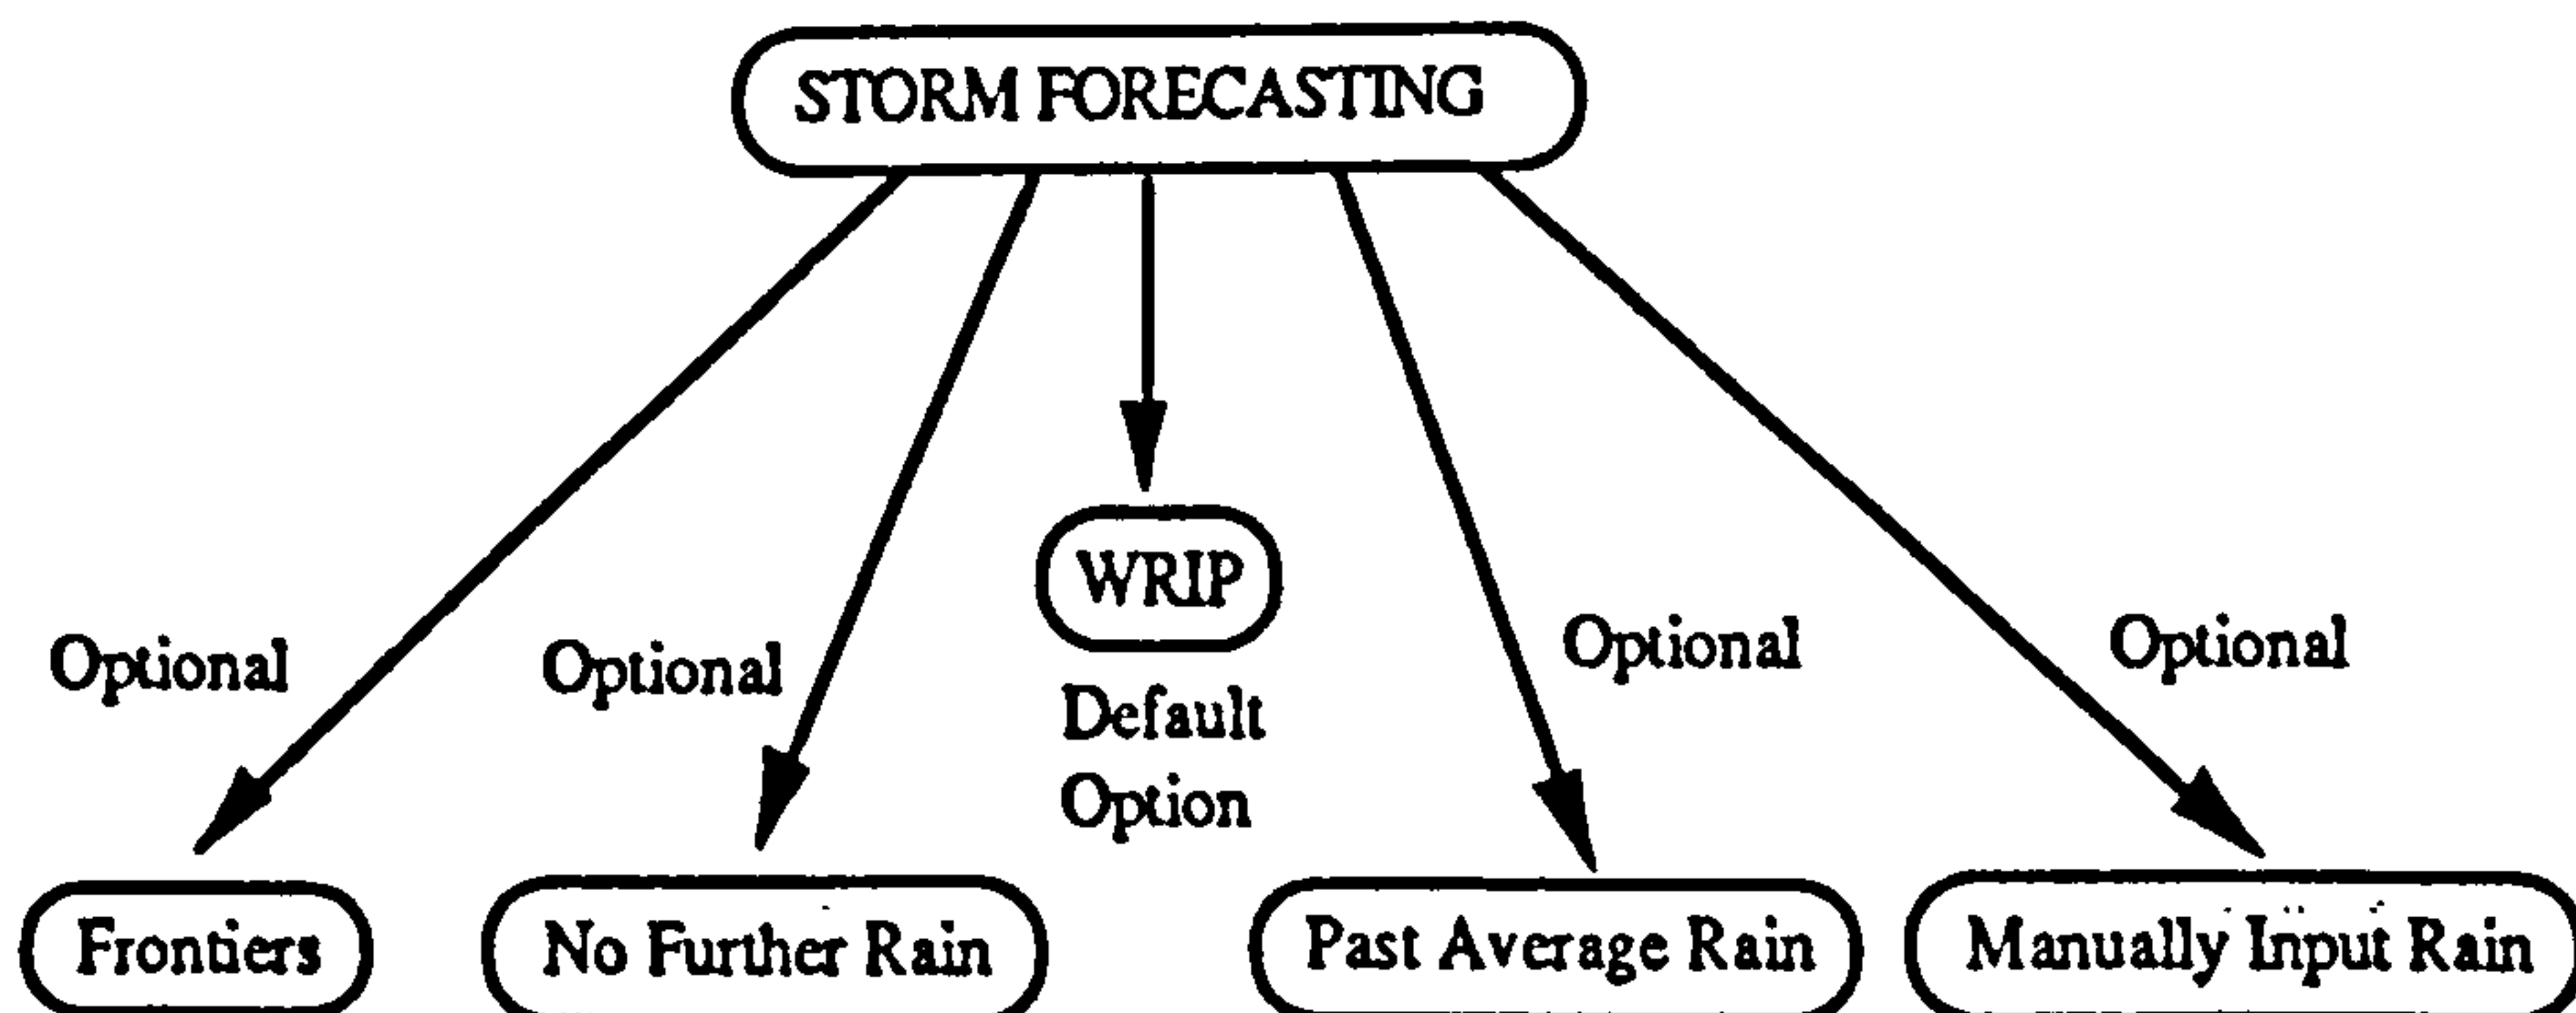 STORM FORECASTING
WRIP
Optional
Optional
Optional
Optional
Default
Option
Frontiers
No Further Rain
Past Average Rain
Manually Input Rain